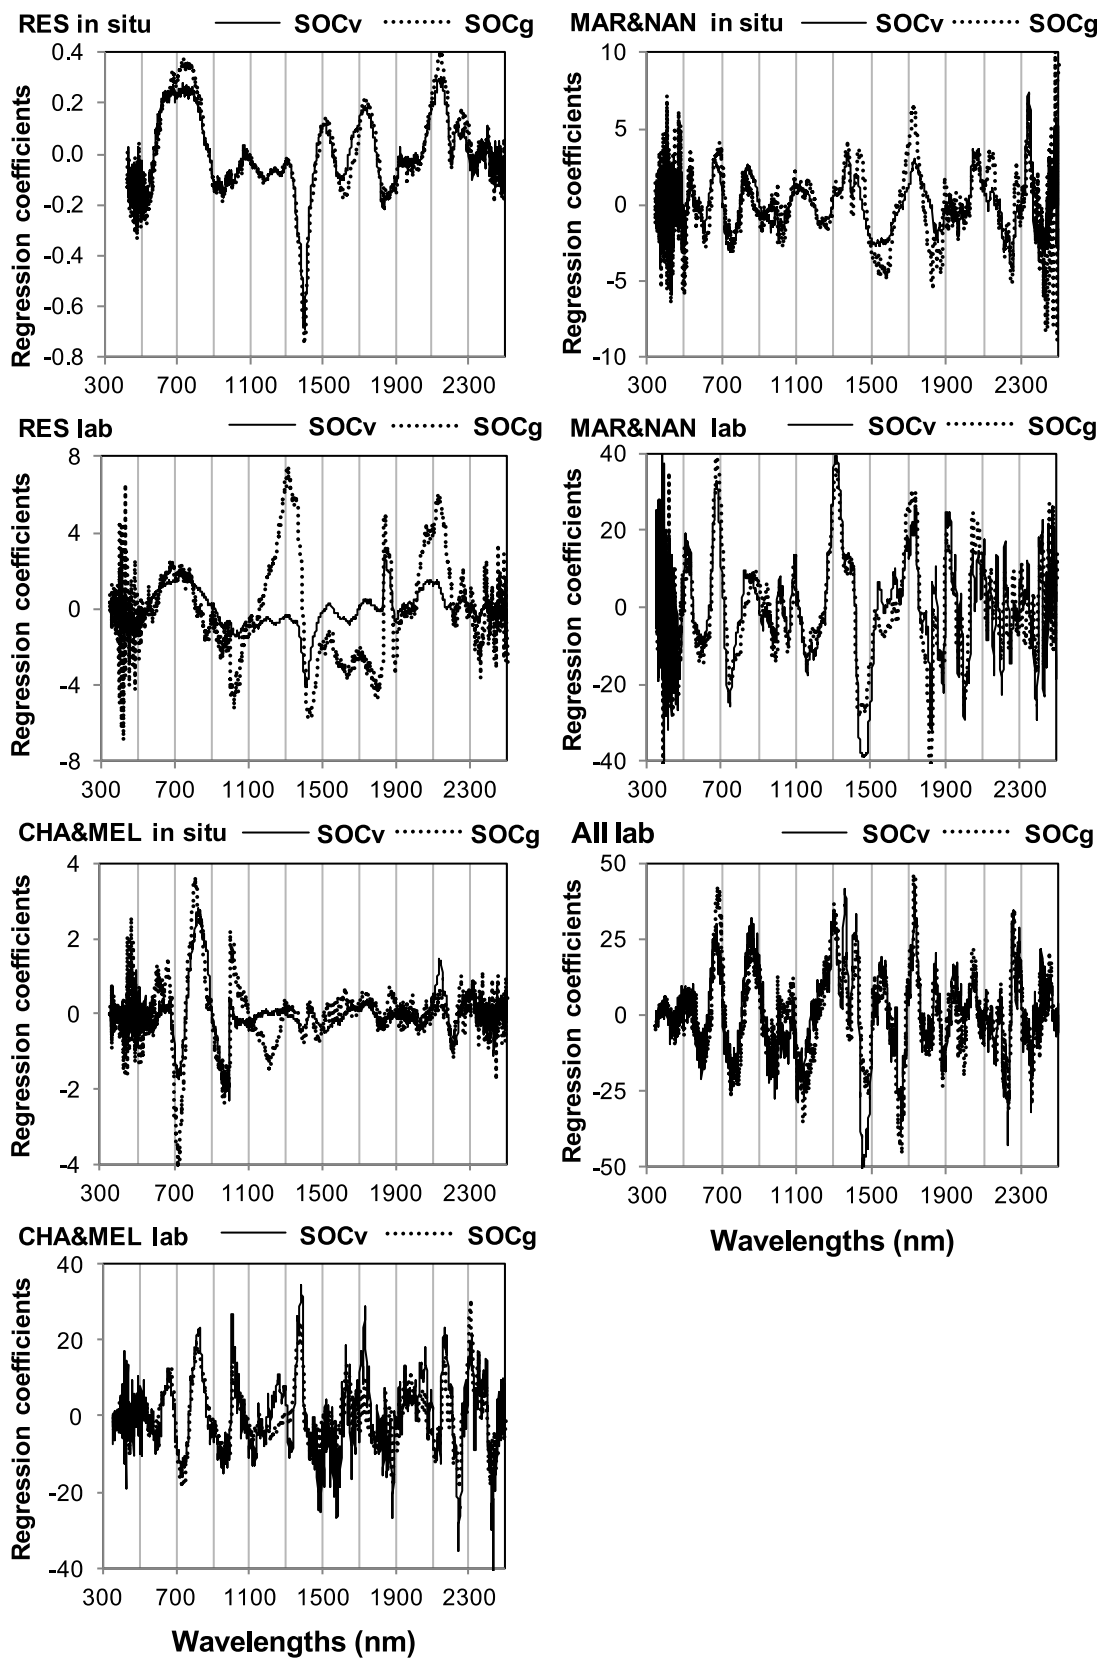 RES in situ SOCv SOCg
0.4
0.2
0.0
-0.2
-0.4
-0.6
-0.8
Regression coefficients
300 700 1100 1500 1900 2300
MAR&NAN in situ SOCv SOCg
10
5
0
-5
-10
Regression coefficients
300 700 1100 1500 1900 2300
RES lab SOCv SOCg
8
4
0
-4
-8
Regression coefficients
300 700 1100 1500 1900 2300
MAR&NAN lab SOCv SOCg
40
20
0
-20
-40
Regression coefficients
300 700 1100 1500 1900 2300
CHA&MEL in situ SOCv SOCg
4
2
0
-2
-4
Regression coefficients
300 700 1100 1500 1900 2300
All lab SOCv SOCg
50
25
0
-25
-50
Regression coefficients
300 700 1100 1500 1900 2300
Wavelengths (nm)
CHA&MEL lab SOCv SOCg
40
20
0
-20
-40
Regression coefficients
300 700 1100 1500 1900 2300
Wavelengths (nm)